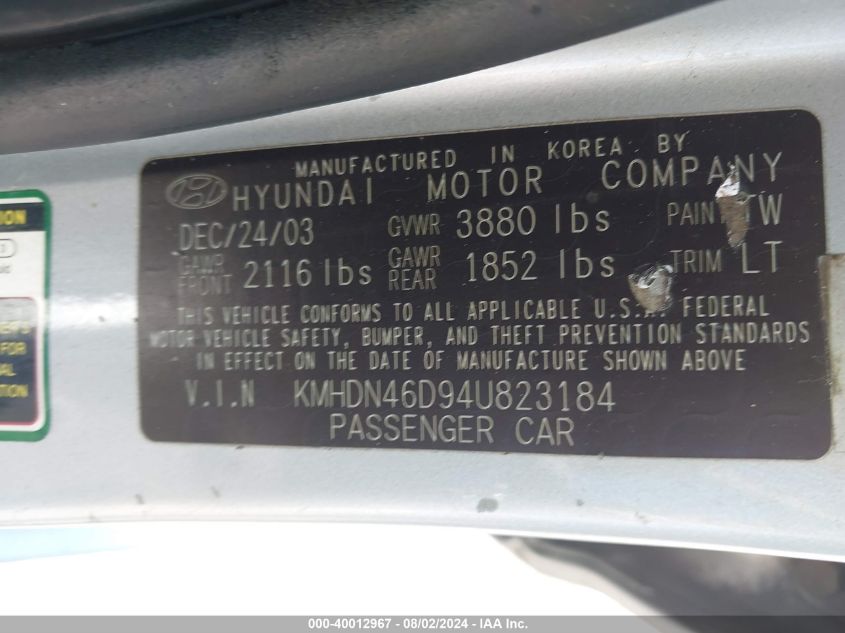 MANUFACTURED IN KOREA BY
HYUNDAI MOTOR COMPANY
DEC/24/03 GVWR 3880 lbs PAINT TW
GAWR FRONT 2116 lbs GAWR REAR 1852 lbs TRIM LT
THIS VEHICLE CONFORMS TO ALL APPLICABLE U.S.A. FEDERAL
MOTOR VEHICLE SAFETY, BUMPER, AND THEFT PREVENTION STANDARDS
IN EFFECT ON THE DATE OF MANUFACTURE SHOWN ABOVE
V.I.N KMHDN46D94U823184
PASSENGER CAR
FOR
000-40012967 - 08/02/2024 - IAA Inc.